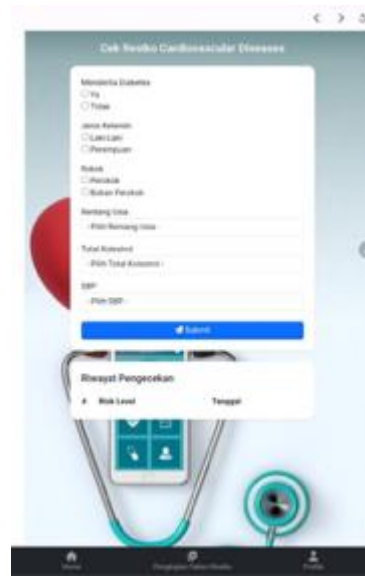 Cek Resiko Cardiovascular Diseases
Menderita Diabetes
Ya
Tidak
Jenis Kelamin
Laki-Laki
Perempuan
Rokok
Perokok
Bukan Perokok
Rentang Usia
- Pilih Rentang Usia -
Total Kolestrol
- Pilih Total Kolestrol -
SBP
- Pilih SBP -
Submit
Riwayat Pengecekan
# Risk Level Tanggal
Home Profile